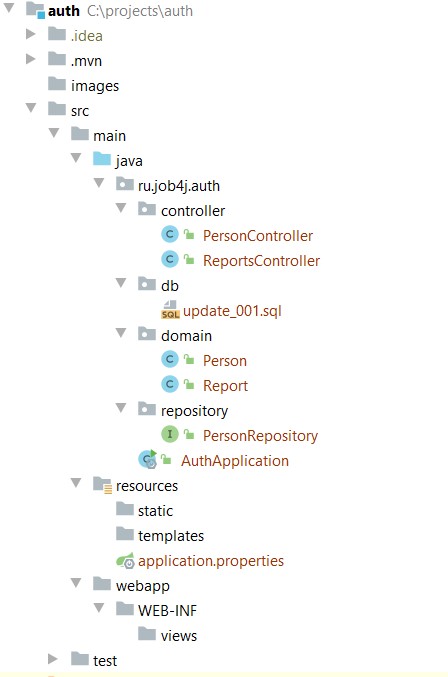 auth C:\projects\auth
.idea
.mvn
images
src
main
java
ru.job4j.auth
controller
C PersonController
C ReportsController
db
SQL update_001.sql
domain
C Person
C Report
repository
I PersonRepository
C AuthApplication
resources
static
templates
application.properties
webapp
WEB-INF
views
test